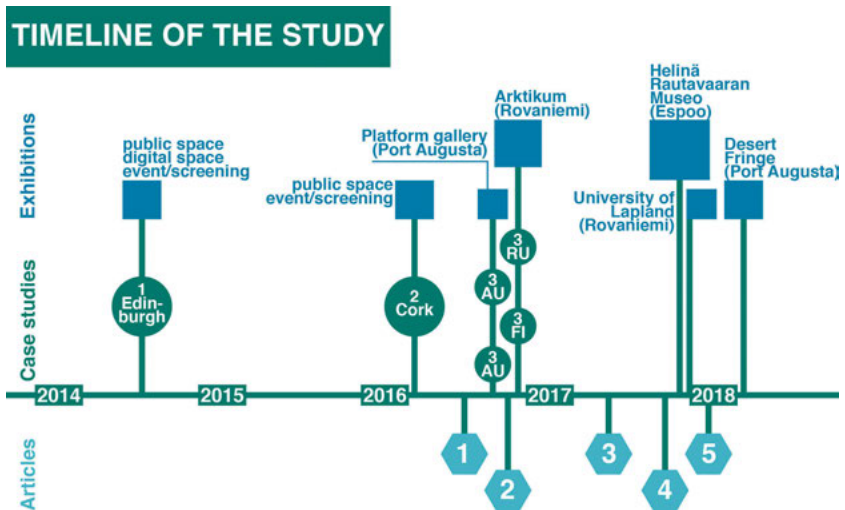 TIMELINE OF THE STUDY
Exhibitions
public space
digital space
event/screening
public space
event/screening
Platform gallery
(Port Augusta)
Arktikum
(Rovaniemi)
Helinä
Rautavaaran
Museo
(Espoo)
University of
Lapland
(Rovaniemi)
Desert
Fringe
(Port Augusta)
Case studies
1
Edin-
burgh
2
Cork
3
AU
3
AU
3
RU
3
FI
2014
2015
2016
2017
2018
Articles
1
2
3
4
5